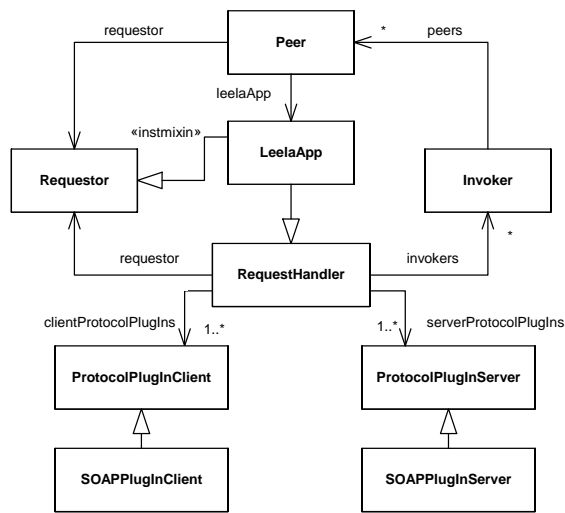 requestor
Peer
*
peers
leelaApp
«instmixin»
Requestor
LeelaApp
Invoker
requestor
RequestHandler
invokers
*
clientProtocolPlugIns
1..*
1..*
serverProtocolPlugIns
ProtocolPlugInClient
ProtocolPlugInServer
SOAPPlugInClient
SOAPPlugInServer